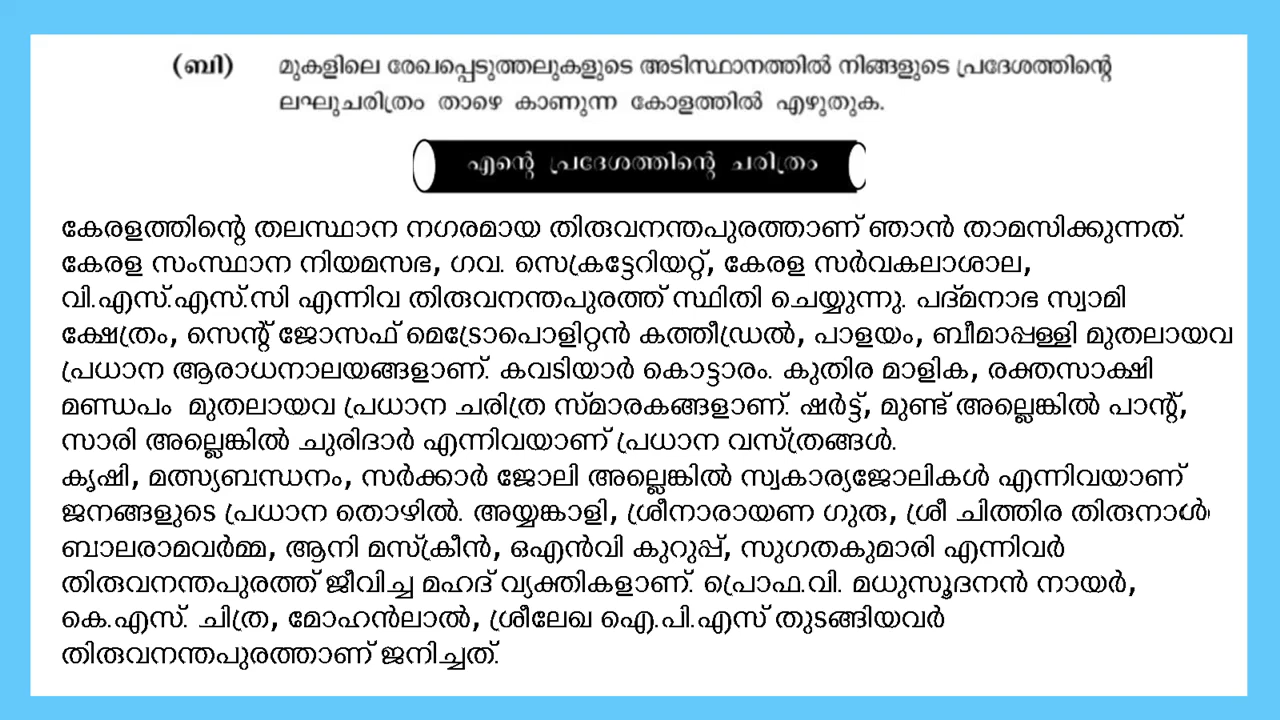 (ബി) മുകളിലെ രേഖപ്പെടുത്തലുകളുടെ അടിസ്ഥാനത്തിൽ നിങ്ങളുടെ പ്രദേശത്തിന്റെ
ലഘുചരിത്രം താഴെ കാണുന്ന കോളത്തിൽ എഴുതുക.
എന്റെ പ്രദേശത്തിന്റെ ചരിത്രം
കേരളത്തിന്റെ തലസ്ഥാന നഗരമായ തിരുവനന്തപുരത്താണ് ഞാൻ താമസിക്കുന്നത്.
കേരള സംസ്ഥാന നിയമസഭ, ഗവ. സെക്രട്ടേറിയറ്റ്, കേരള സർവകലാശാല,
വി.എസ്.എസ്.സി എന്നിവ തിരുവനന്തപുരത്ത് സ്ഥിതി ചെയ്യുന്നു. പദ്മനാഭ സ്വാമി
ക്ഷേത്രം, സെന്റ് ജോസഫ് മെട്രോപൊളിറ്റൻ കത്തീഡ്രൽ, പാളയം, ബീമാപ്പള്ളി മുതലായവ
പ്രധാന ആരാധനാലയങ്ങളാണ്. കവടിയാർ കൊട്ടാരം. കുതിര മാളിക, രക്തസാക്ഷി
മണ്ഡപം മുതലായവ പ്രധാന ചരിത്ര സ്മാരകങ്ങളാണ്. ഷർട്ട്, മുണ്ട് അല്ലെങ്കിൽ പാന്റ്,
സാരി അല്ലെങ്കിൽ ചുരിദാർ എന്നിവയാണ് പ്രധാന വസ്ത്രങ്ങൾ.
കൃഷി, മത്സ്യബന്ധനം, സർക്കാർ ജോലി അല്ലെങ്കിൽ സ്വകാര്യജോലികൾ എന്നിവയാണ്
ജനങ്ങളുടെ പ്രധാന തൊഴിൽ. അയ്യങ്കാളി, ശ്രീനാരായണ ഗുരു, ശ്രീ ചിത്തിര തിരുനാൾ
ബാലരാമവർമ്മ, ആനി മസ്ക്രീൻ, ഒഎൻവി കുറുപ്പ്, സുഗതകുമാരി എന്നിവർ
തിരുവനന്തപുരത്ത് ജീവിച്ച മഹദ് വ്യക്തികളാണ്. പ്രൊഫ.വി. മധുസൂദനൻ നായർ,
കെ.എസ്. ചിത്ര, മോഹൻലാൽ, ശ്രീലേഖ ഐ.പി.എസ് തുടങ്ങിയവർ
തിരുവനന്തപുരത്താണ് ജനിച്ചത്.